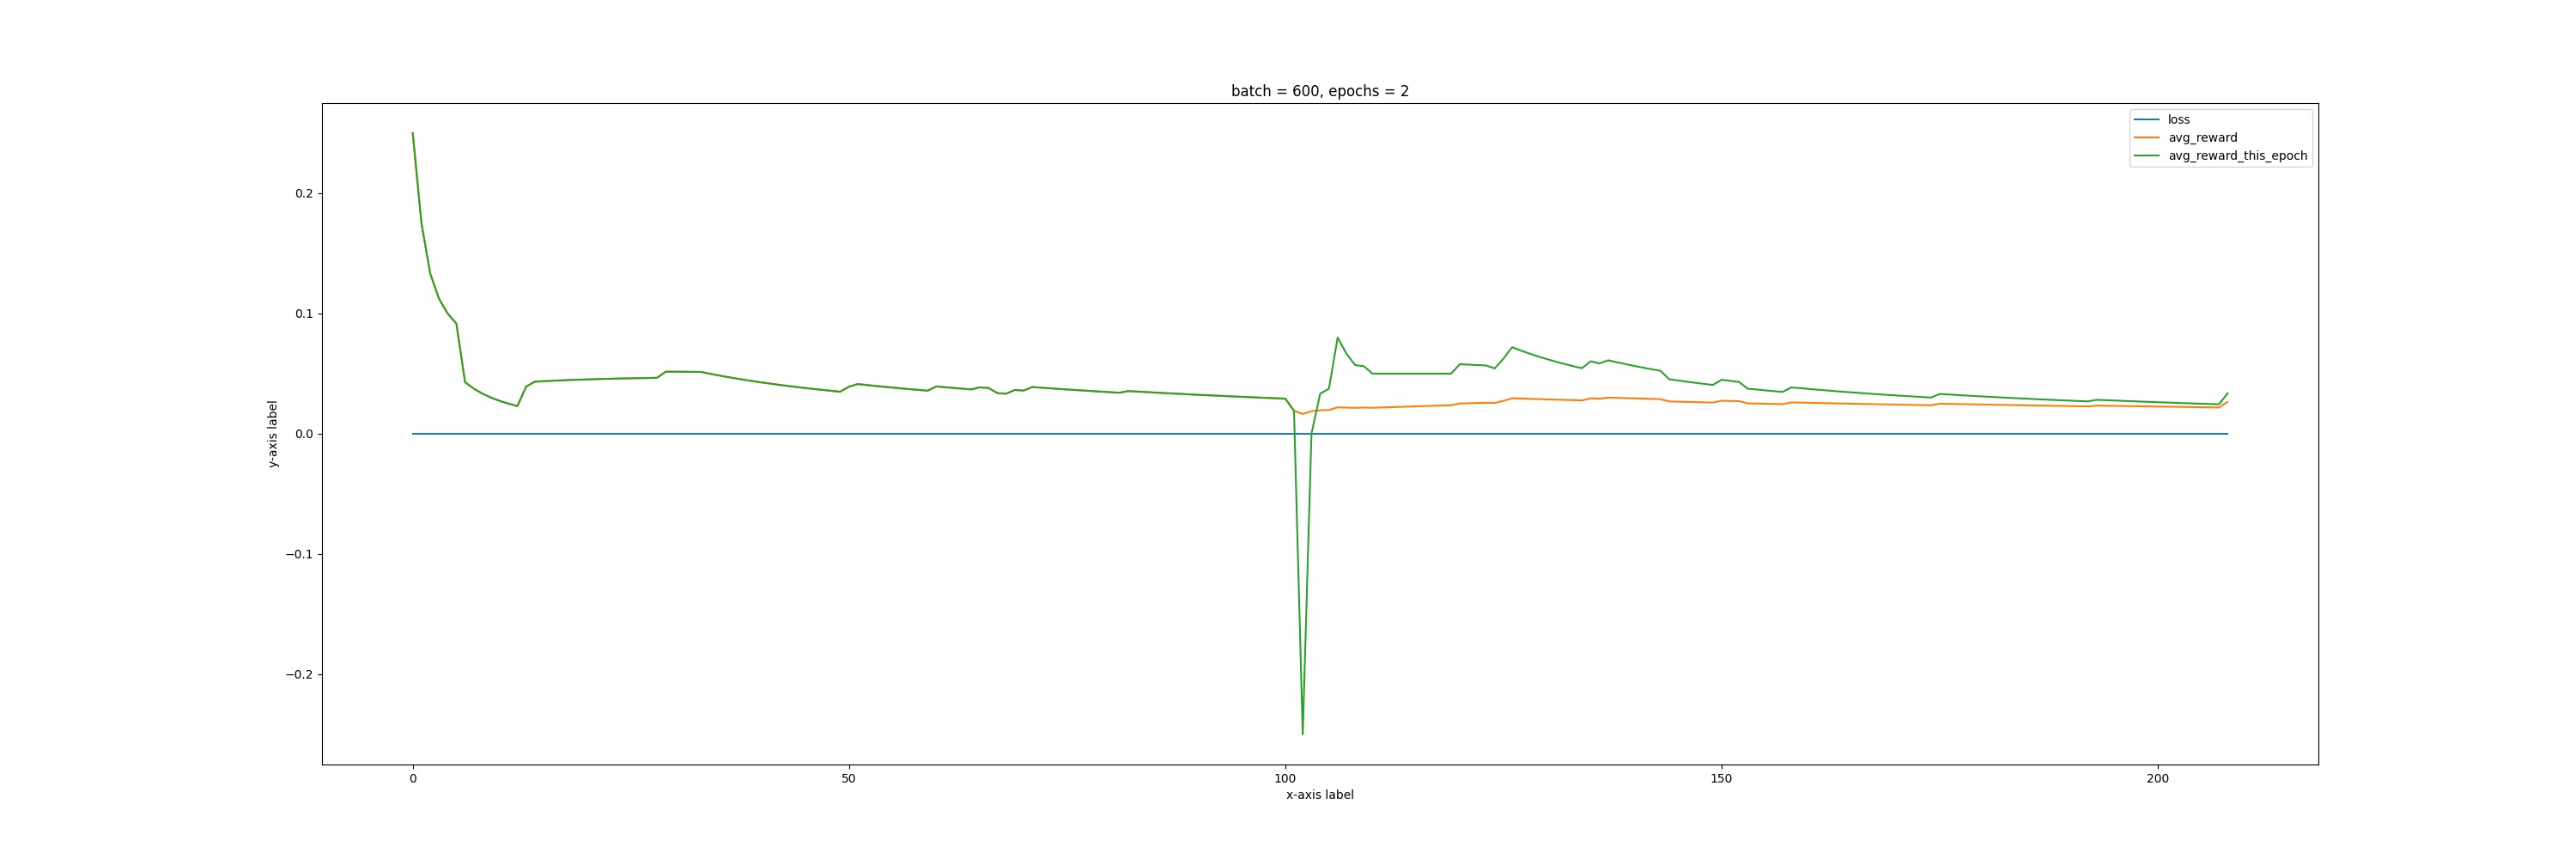 batch = 600, epochs = 2
loss
avg_reward
avg_reward_this_epoch
0.2
0.1
0.0
−0.1
−0.2
y-axis label
0
50
100
150
200
x-axis label